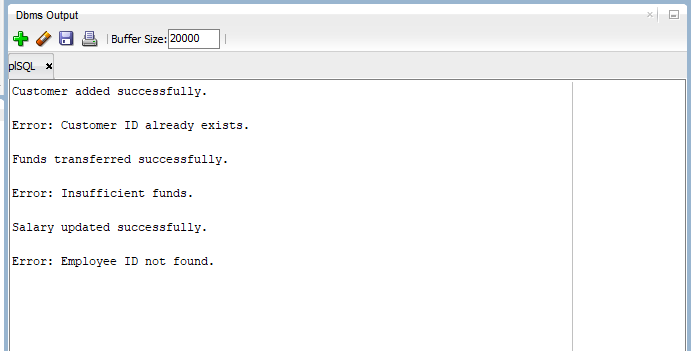 Dbms Output
Buffer Size: 20000
plSQL
Customer added successfully.
Error: Customer ID already exists.
Funds transferred successfully.
Error: Insufficient funds.
Salary updated successfully.
Error: Employee ID not found.